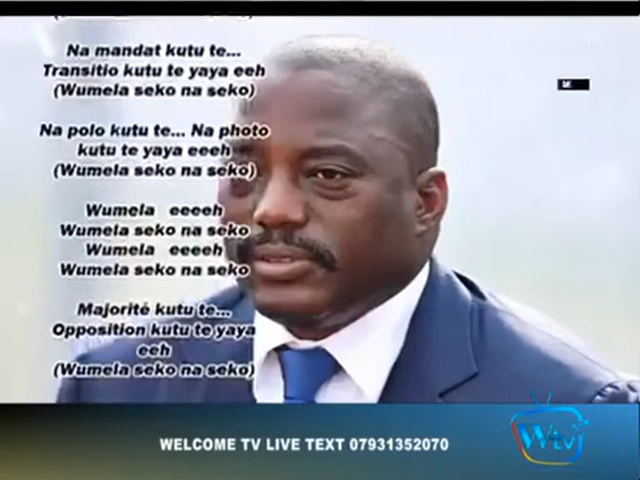 Na mandat kutu te...
Transitio kutu te yaya eeh
(Wumela seko na seko)
Na polo kutu te... Na photo
kutu te yaya eeeh
(Wumela seko na seko)
Wumela eeeeh
Wumela seko na seko
Wumela eeeeh
Wumela seko na seko
Majorité kutu te...
Opposition kutu te yaya
eeh
(Wumela seko na seko)
WELCOME TV LIVE TEXT 07931352070
Wtv